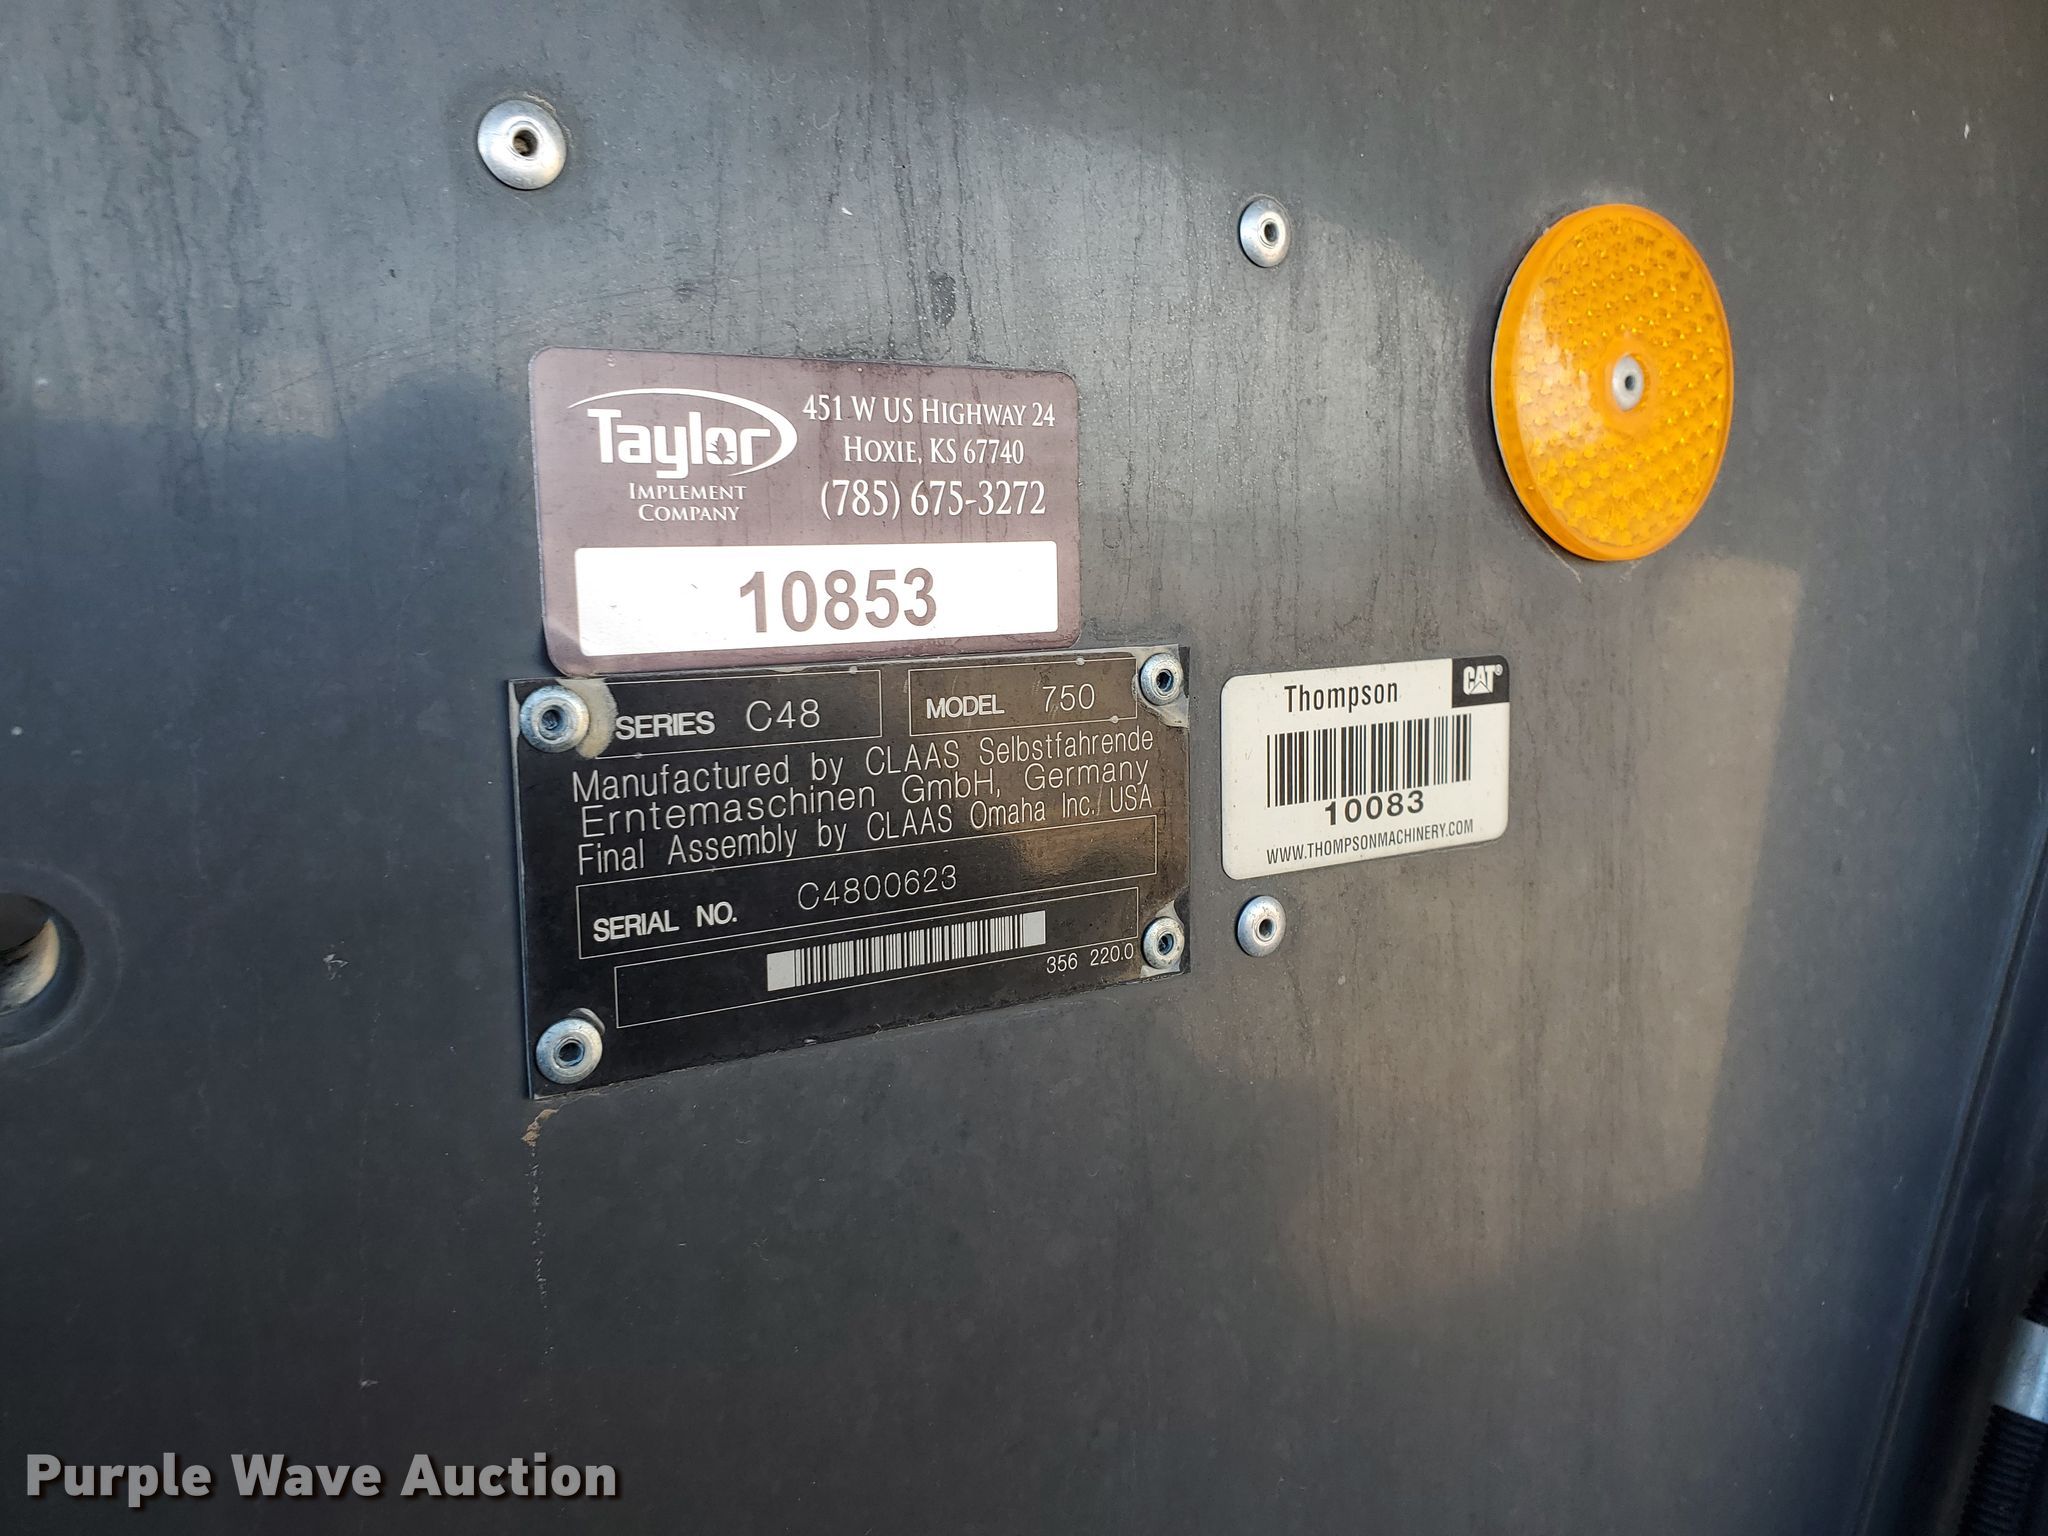 Taylor
IMPLEMENT
COMPANY
451 W US HIGHWAY 24
HOXIE, KS 67740
(785) 675-3272
10853
SERIES C48
MODEL 750
Manufactured by CLAAS Selbstfahrende
Erntemaschinen GmbH, Germany
Final Assembly by CLAAS Omaha Inc./USA
SERIAL NO. C4800623
356 220.0
Thompson
CAT®
10083
WWW.THOMPSONMACHINERY.COM
Purple Wave Auction